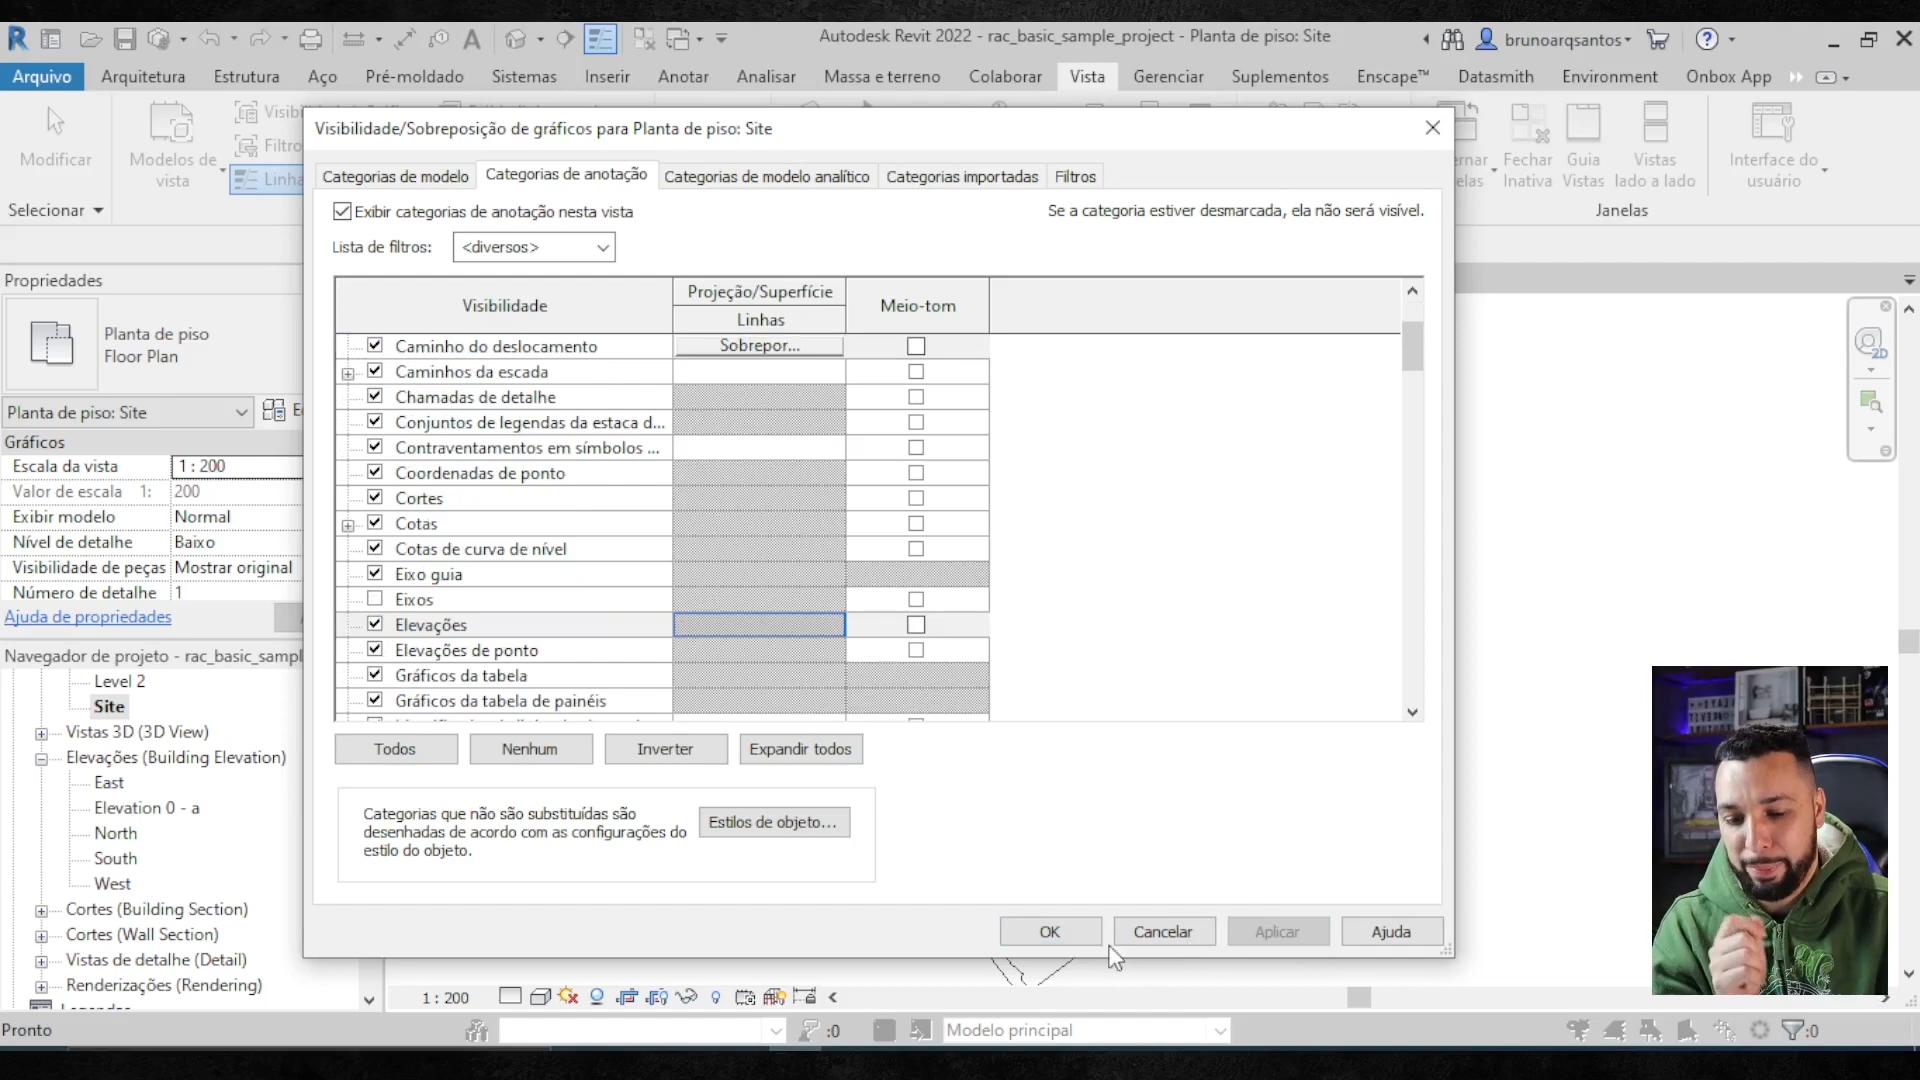 Autodesk Revit 2022 - rac_basic_sample_project - Planta de piso: Site
brunoarqsantos
Arquivo Arquitetura Estrutura Aço Pré-moldado Sistemas Inserir Anotar Analisar Massa e terreno Colaborar Vista Gerenciar Suplementos Enscape™ Datasmith Environment Onbox App
Modificar
Modelos de
vista
Visibi
Filtro
Linha
Fechar
Inativa
Guia
Vistas
Vistas
lado a lado
Interface do
usuário
Selecionar
Janelas
Visibilidade/Sobreposição de gráficos para Planta de piso: Site
Categorias de modelo Categorias de anotação Categorias de modelo analítico Categorias importadas Filtros
Exibir categorias de anotação nesta vista
Se a categoria estiver desmarcada, ela não será visível.
Lista de filtros: <diversos>
Visibilidade
Projeção/Superfície
Linhas
Meio-tom
Caminho do deslocamento Sobrepor...
Caminhos da escada
Chamadas de detalhe
Conjuntos de legendas da estaca d...
Contraventamentos em símbolos ...
Coordenadas de ponto
Cortes
Cotas
Cotas de curva de nível
Eixo guia
Eixos
Elevações
Elevações de ponto
Gráficos da tabela
Gráficos da tabela de painéis
Todos Nenhum Inverter Expandir todos
Categorias que não são substituídas são
desenhadas de acordo com as configurações do
estilo do objeto.
Estilos de objeto...
OK Cancelar Aplicar Ajuda
Propriedades
Planta de piso
Floor Plan
Planta de piso: Site
Gráficos
Escala da vista 1 : 200
Valor de escala 1: 200
Exibir modelo Normal
Nível de detalhe Baixo
Visibilidade de peças Mostrar original
Número de detalhe 1
Ajuda de propriedades
Navegador de projeto - rac_basic_sampl
Level 2
Site
Vistas 3D (3D View)
Elevações (Building Elevation)
East
Elevation 0 - a
North
South
West
Cortes (Building Section)
Cortes (Wall Section)
Vistas de detalhe (Detail)
Renderizações (Rendering)
2D
1 : 200
Pronto
:0
Modelo principal
:0